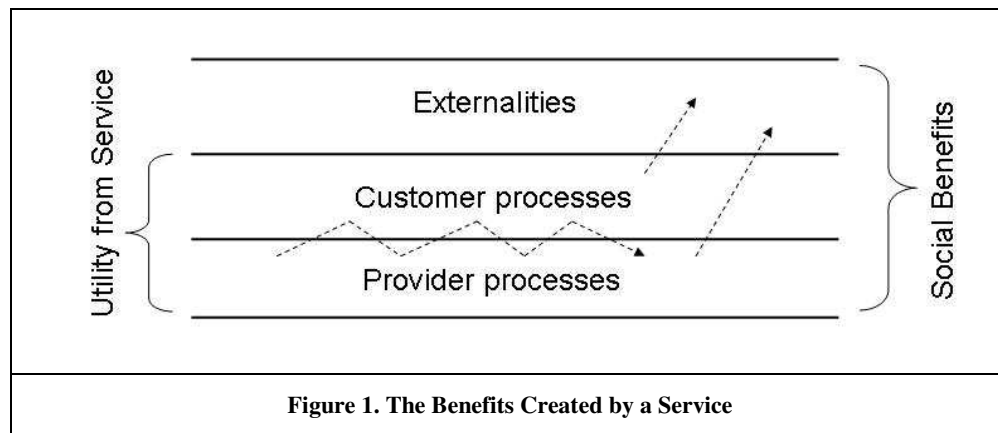 Utility from Service
Externalities
Customer processes
Provider processes
Social Benefits
Figure 1. The Benefits Created by a Service